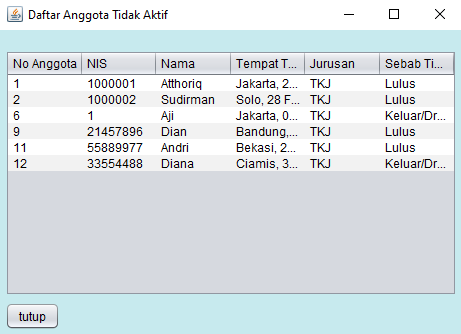 Daftar Anggota Tidak Aktif
No Anggota NIS Nama Tempat T... Jurusan Sebab Ti...
1 1000001 Atthoriq Jakarta, 2... TKJ Lulus
2 1000002 Sudirman Solo, 28 F... TKJ Lulus
6 1 Aji Jakarta, 0... TKJ Keluar/Dr...
9 21457896 Dian Bandung,... TKJ Lulus
11 55889977 Andri Bekasi, 2... TKJ Lulus
12 33554488 Diana Ciamis, 3... TKJ Keluar/Dr...
tutup